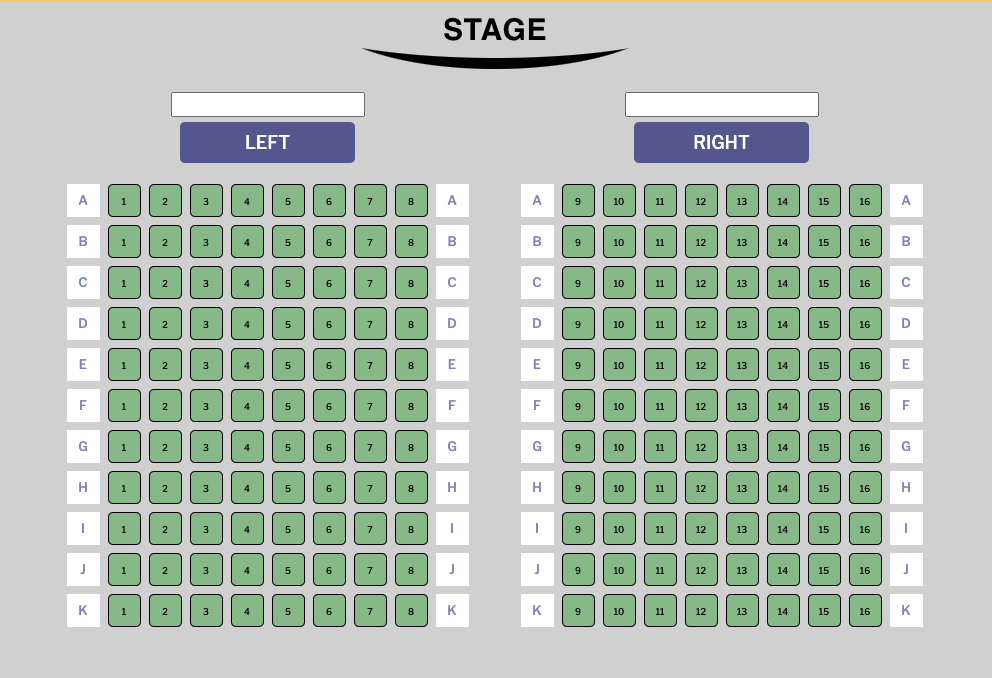 STAGE
LEFT RIGHT
A 1 2 3 4 5 6 7 8 A A 9 10 11 12 13 14 15 16 A
B 1 2 3 4 5 6 7 8 B B 9 10 11 12 13 14 15 16 B
C 1 2 3 4 5 6 7 8 C C 9 10 11 12 13 14 15 16 C
D 1 2 3 4 5 6 7 8 D D 9 10 11 12 13 14 15 16 D
E 1 2 3 4 5 6 7 8 E E 9 10 11 12 13 14 15 16 E
F 1 2 3 4 5 6 7 8 F F 9 10 11 12 13 14 15 16 F
G 1 2 3 4 5 6 7 8 G G 9 10 11 12 13 14 15 16 G
H 1 2 3 4 5 6 7 8 H H 9 10 11 12 13 14 15 16 H
I 1 2 3 4 5 6 7 8 I I 9 10 11 12 13 14 15 16 I
J 1 2 3 4 5 6 7 8 J J 9 10 11 12 13 14 15 16 J
K 1 2 3 4 5 6 7 8 K K 9 10 11 12 13 14 15 16 K